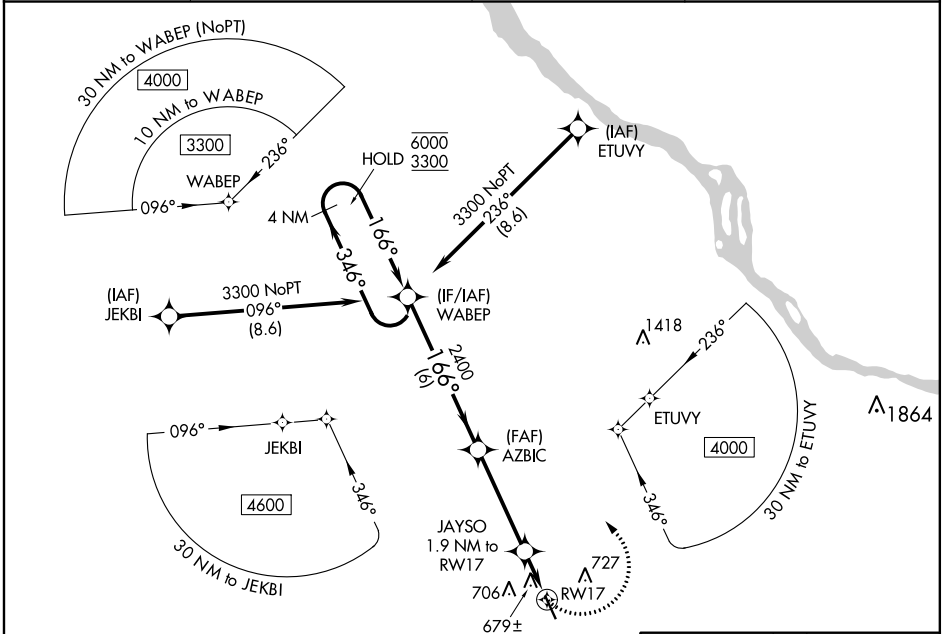 30 NM to WABEP (NoPT)
4000
10 NM to WABEP
3300
236°
WABEP
096°
HOLD
6000
3300
4 NM
166°
346°
(IAF)
ETUVY
3300 NoPT
236°
(8.6)
(IAF)
JEKBI
3300 NoPT
096°
(8.6)
(IF/IAF)
WABEP
2400
166°
(6)
1418
236°
ETUVY
4000
346°
30 NM to ETUVY
1864
096°
JEKBI
346°
4600
30 NM to JEKBI
(FAF)
AZBIC
JAYSO
1.9 NM to
RW17
727
706
RW17
679±